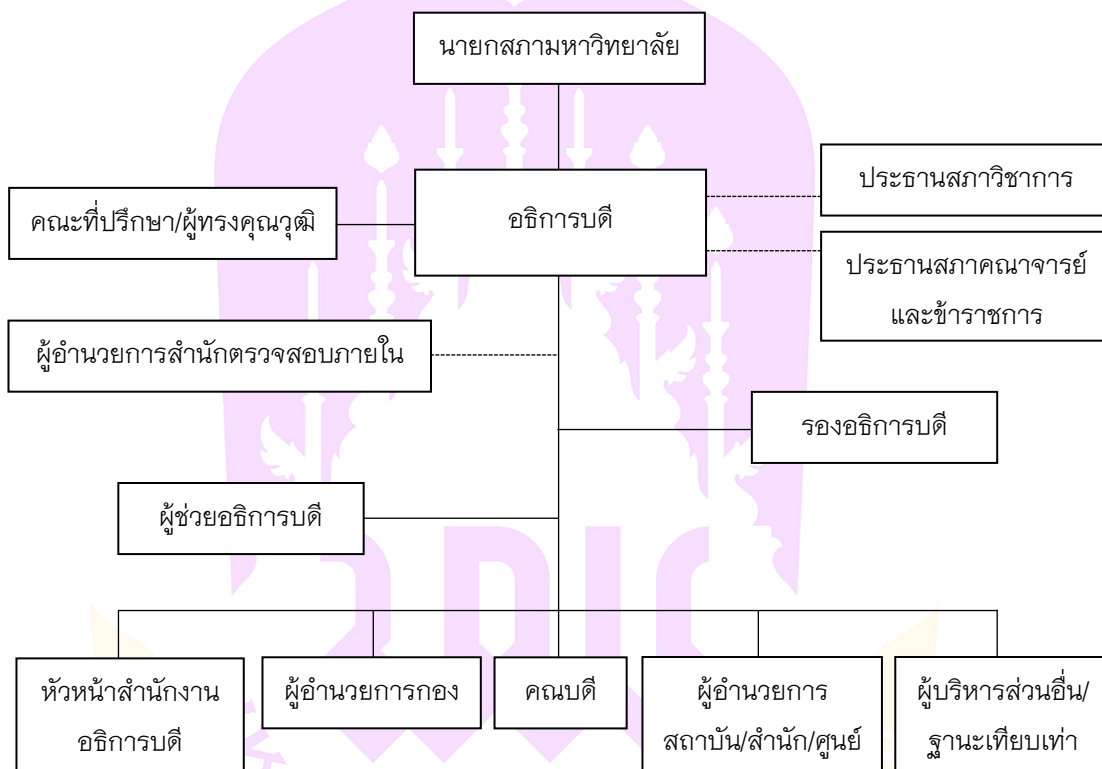 นายกสภามหาวิทยาลัย
ประธานสภาวิชาการ
คณะที่ปรึกษา/ผู้ทรงคุณวุฒิ
อธิการบดี
ประธานสภาคณาจารย์
และข้าราชการ
ผู้อำนวยการสำนักตรวจสอบภายใน
รองอธิการบดี
ผู้ช่วยอธิการบดี
หัวหน้าสำนักงาน
อธิการบดี
ผู้อำนวยการกอง
คณบดี
ผู้อำนวยการ
สถาบัน/สำนัก/ศูนย์
ผู้บริหารส่วนอื่น/
ฐานะเทียบเท่า